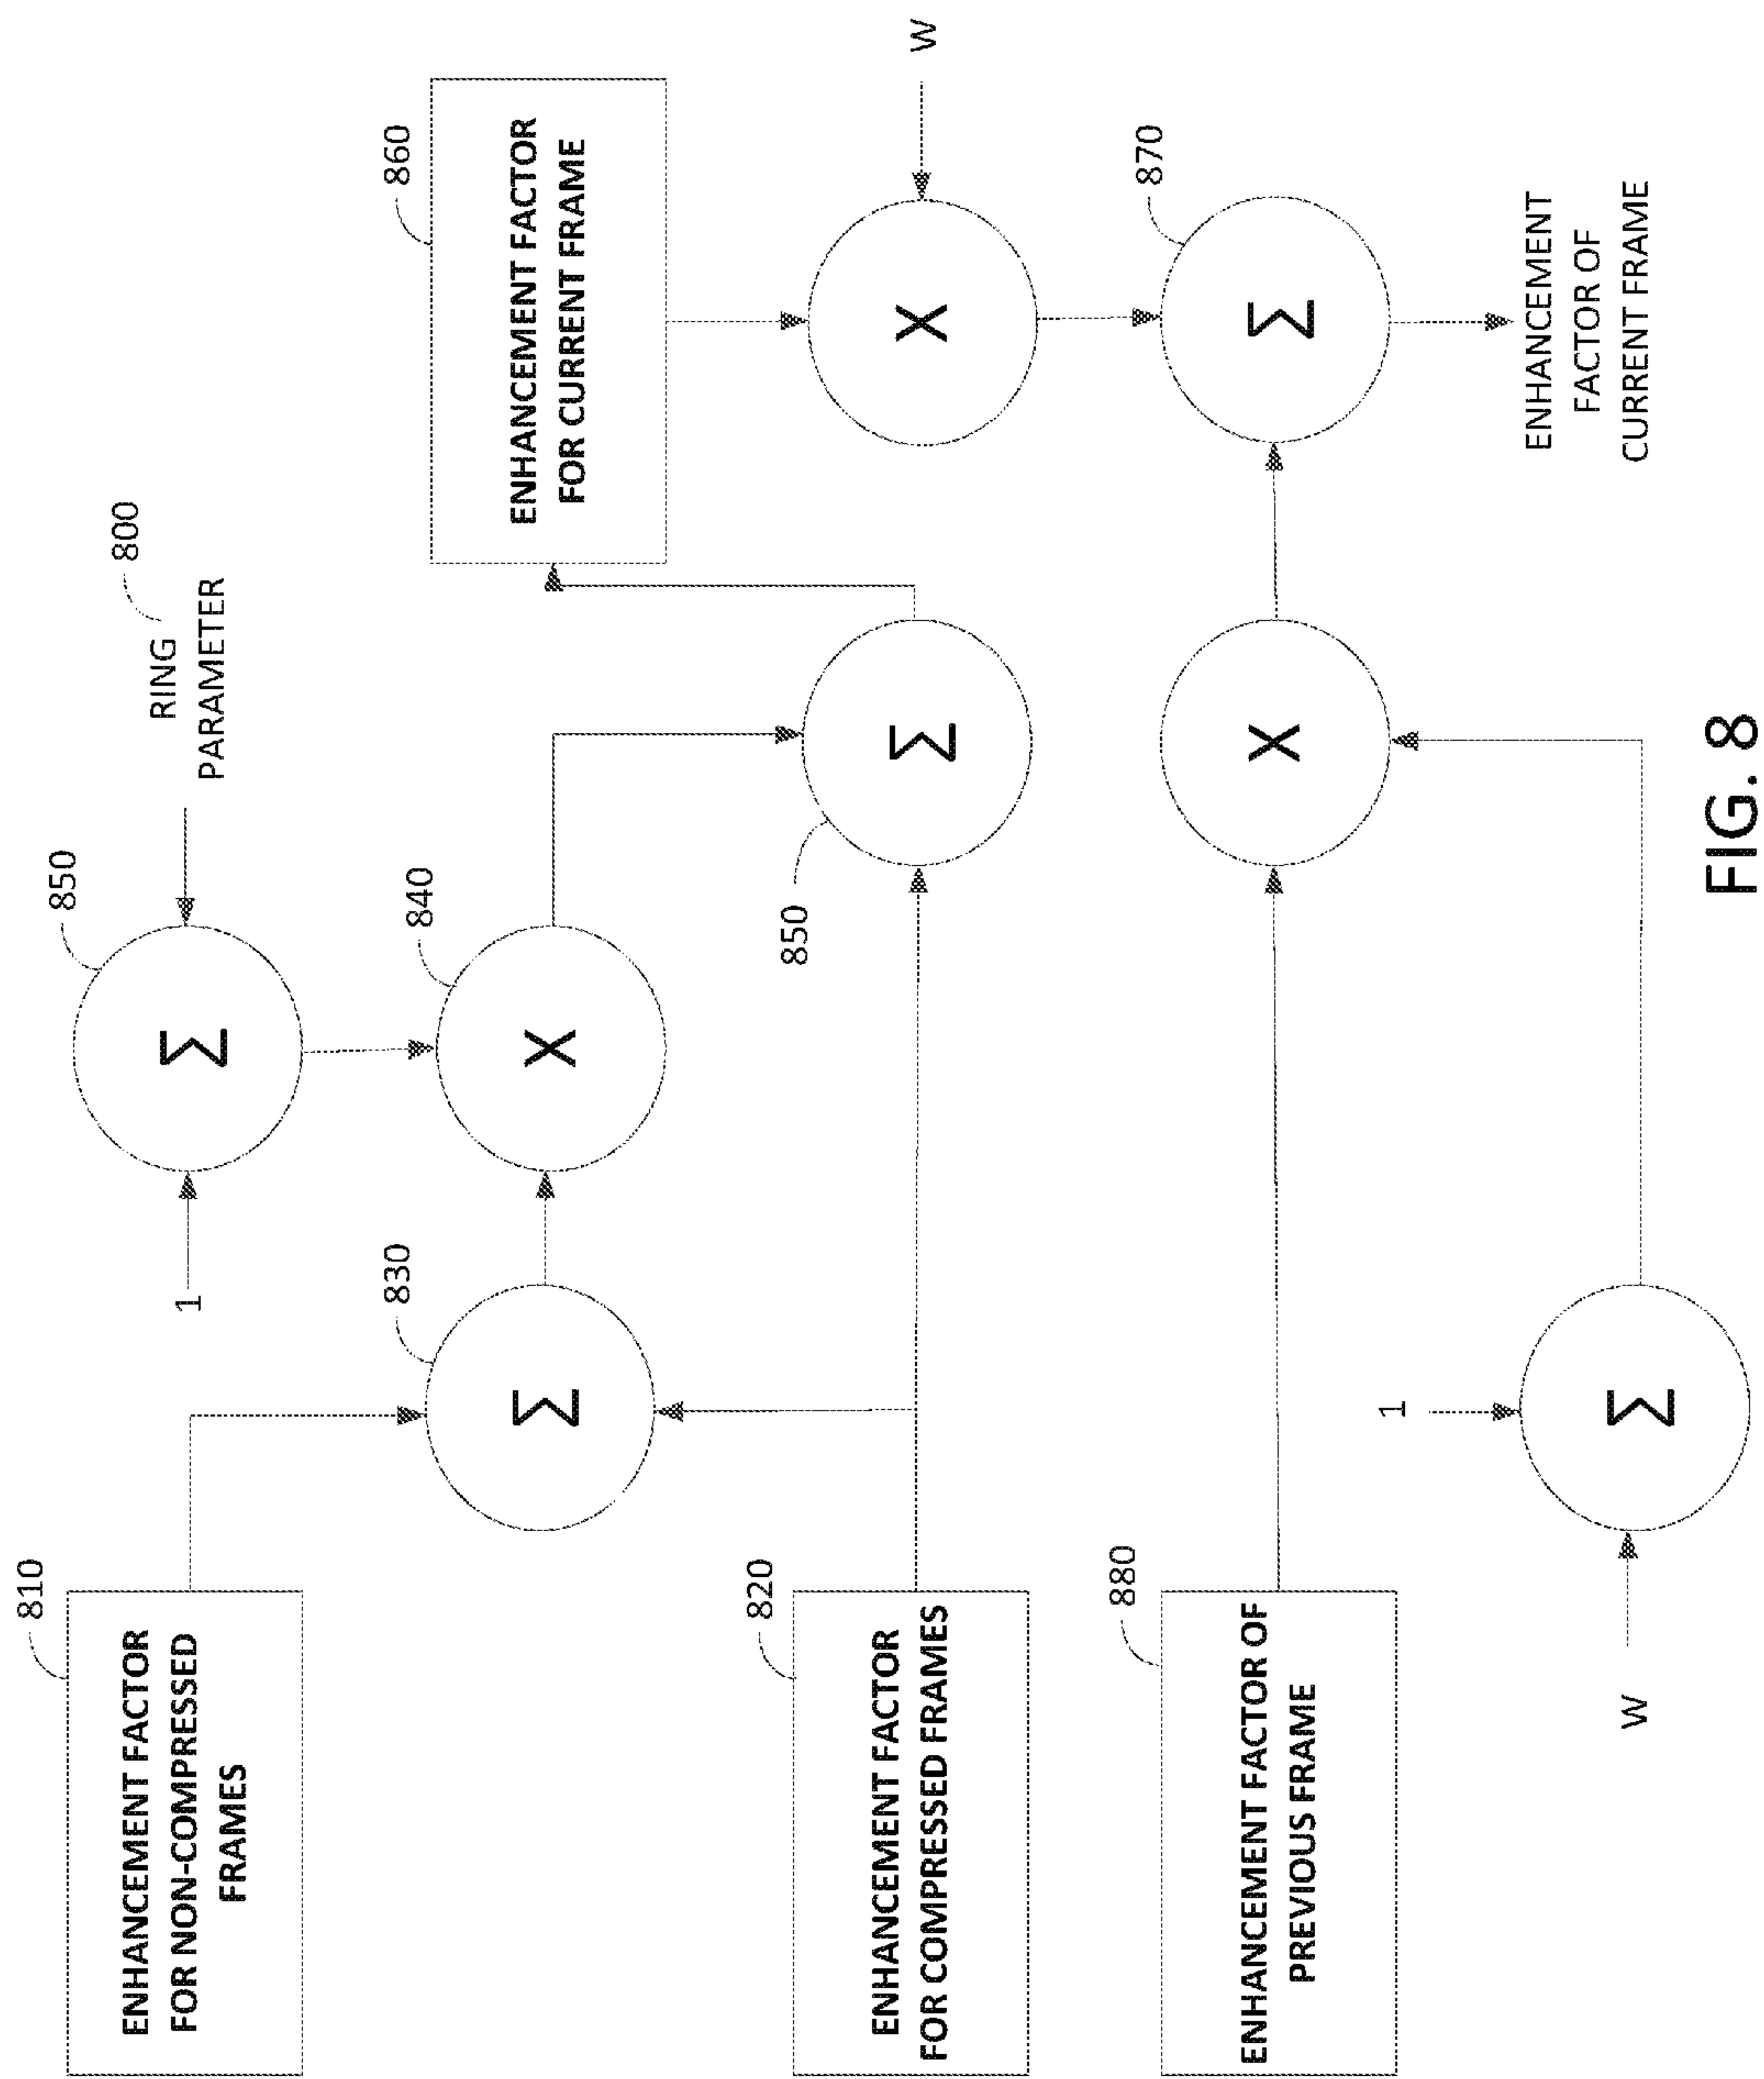 810
ENHANCEMENT FACTOR
FOR NON-COMPRESSED
FRAMES
1
Σ
850
RING
PARAMETER
800
830
Σ
840
X
820
ENHANCEMENT FACTOR
FOR COMPRESSED FRAMES
850
Σ
860
ENHANCEMENT FACTOR
FOR CURRENT FRAME
X
W
880
ENHANCEMENT FACTOR OF
PREVIOUS FRAME
X
870
Σ
W
1
Σ
ENHANCEMENT
FACTOR OF
CURRENT FRAME
FIG. 8